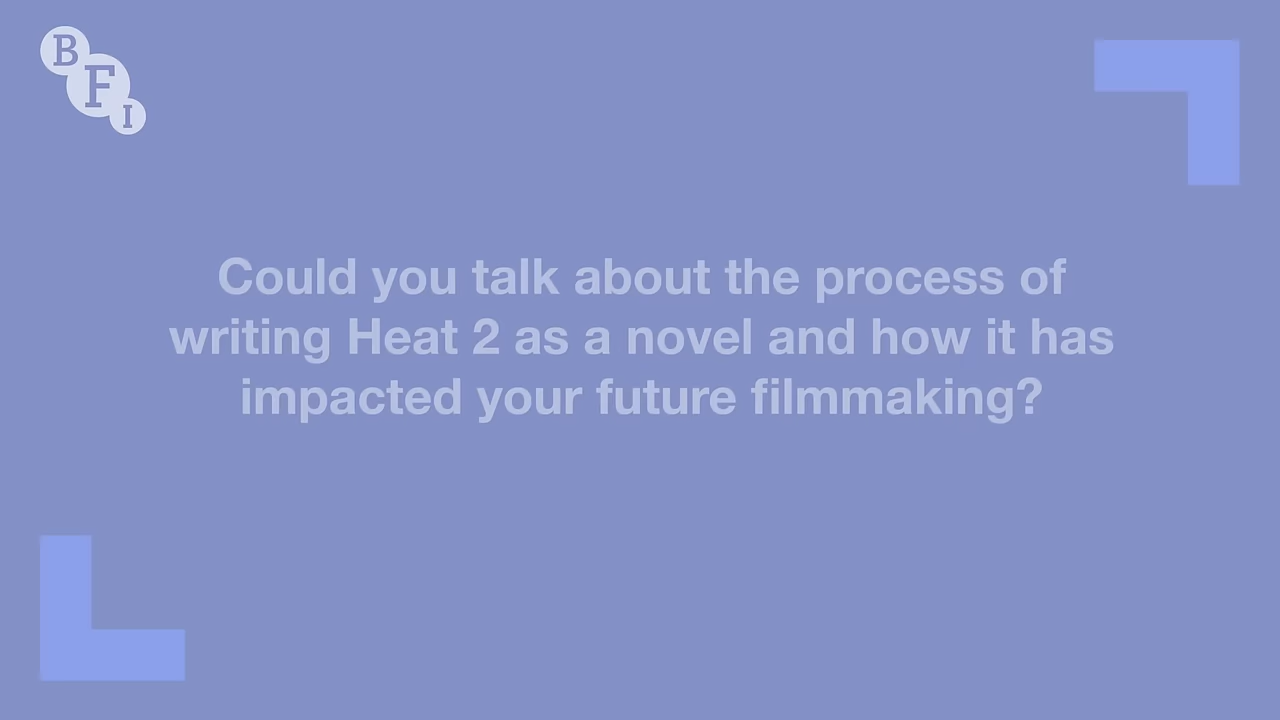 BFI
Could you talk about the process of
writing Heat 2 as a novel and how it has
impacted your future filmmaking?